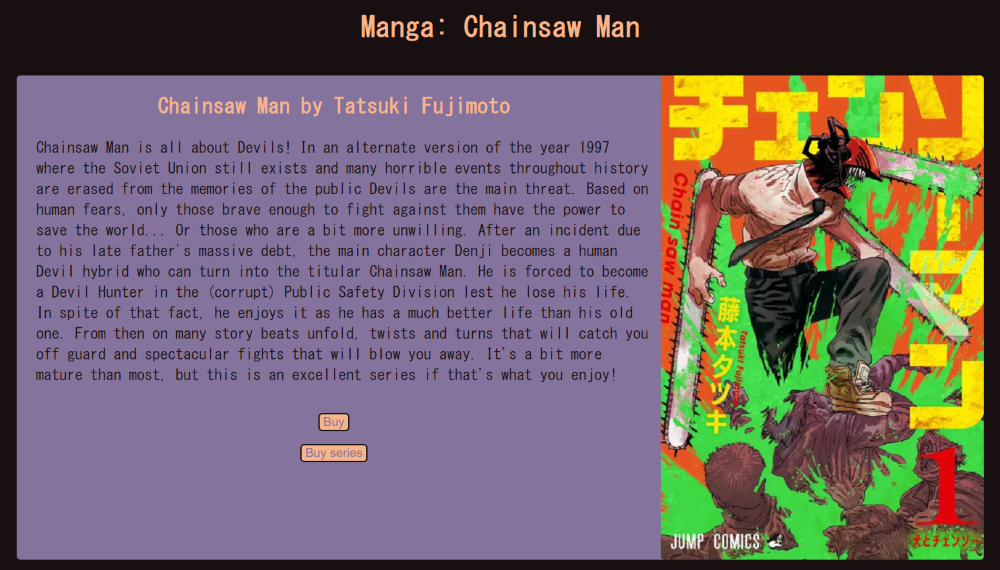 Manga: Chainsaw Man
Chainsaw Man by Tatsuki Fujimoto
Chainsaw Man is all about Devils! In an alternate version of the year 1997
where the Soviet Union still exists and many horrible events throughout history
are erased from the memories of the public Devils are the main threat. Based on
human fears, only those brave enough to fight against them have the power to
save the world... Or those who are a bit more unwilling. After an incident due
to his late father's massive debt, the main character Denji becomes a human
Devil hybrid who can turn into the titular Chainsaw Man. He is forced to become
a Devil Hunter in the (corrupt) Public Safety Division lest he lose his life.
In spite of that fact, he enjoys it as he has a much better life than his old
one. From then on many story beats unfold, twists and turns that will catch you
off guard and spectacular fights that will blow you away. It's a bit more
mature than most, but this is an excellent series if that's what you enjoy!
Buy
Buy series
チェンソーマン
Chain saw man
藤本タツキ
Tatsuki Fujimoto
1
犬とチェンソー
JUMP COMICS